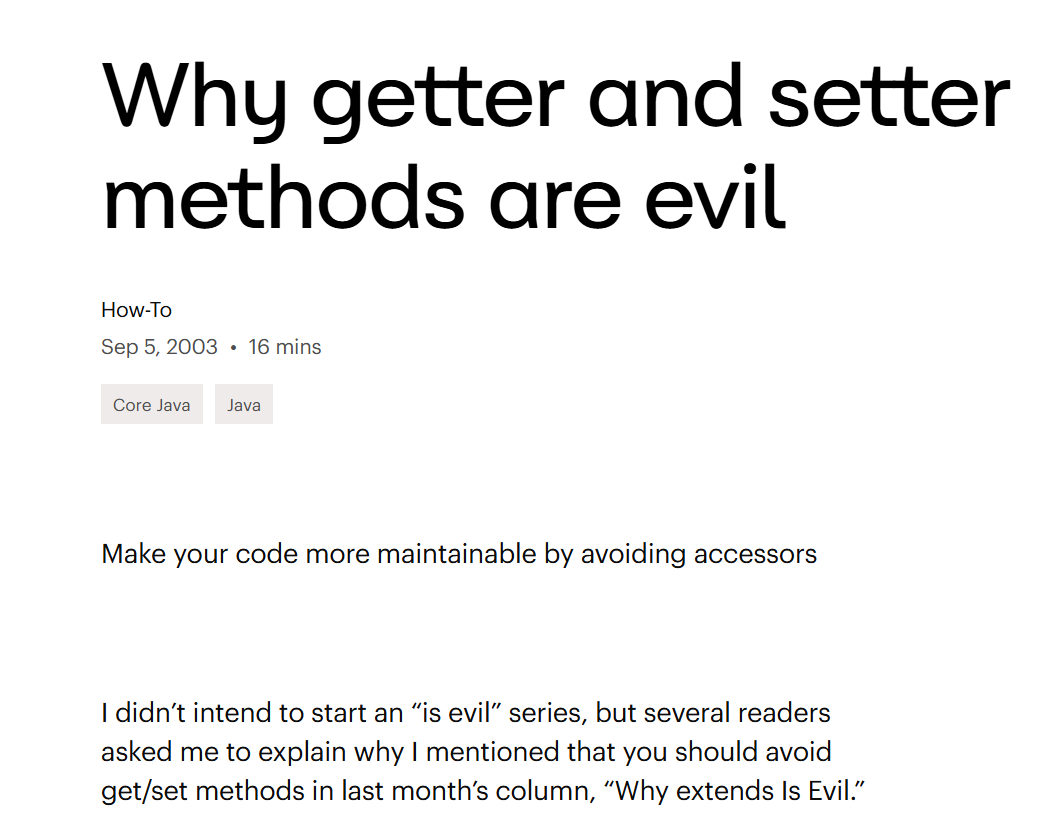 Why getter and setter
methods are evil
How-To
Sep 5, 2003 • 16 mins
Core Java Java
Make your code more maintainable by avoiding accessors
I didn’t intend to start an “is evil” series, but several readers
asked me to explain why I mentioned that you should avoid
get/set methods in last month’s column, “Why extends Is Evil.”